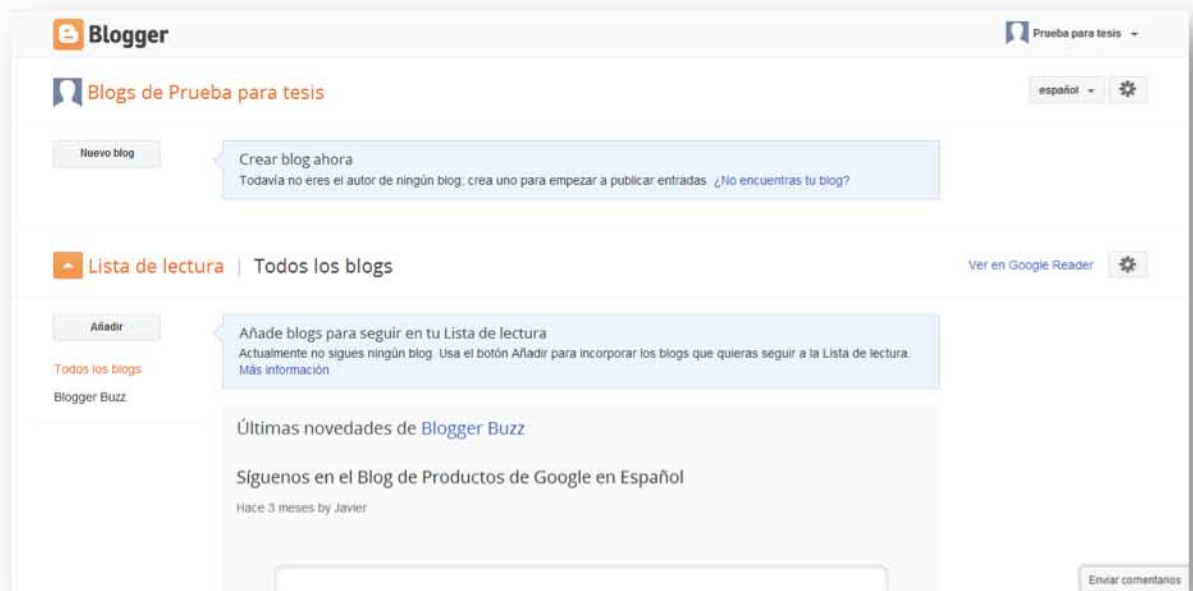 Blogger
Prueba para tesis
Blogs de Prueba para tesis
español
Nuevo blog
Crear blog ahora
Todavía no eres el autor de ningún blog; crea uno para empezar a publicar entradas. ¿No encuentras tu blog?
Lista de lectura | Todos los blogs
Ver en Google Reader
Añadir
Añade blogs para seguir en tu Lista de lectura
Actualmente no sigues ningún blog. Usa el botón Añadir para incorporar los blogs que quieras seguir a la Lista de lectura.
Más información
Todos los blogs
Blogger Buzz
Últimas novedades de Blogger Buzz
Síguenos en el Blog de Productos de Google en Español
Hace 3 meses by Javier
Enviar comentarios